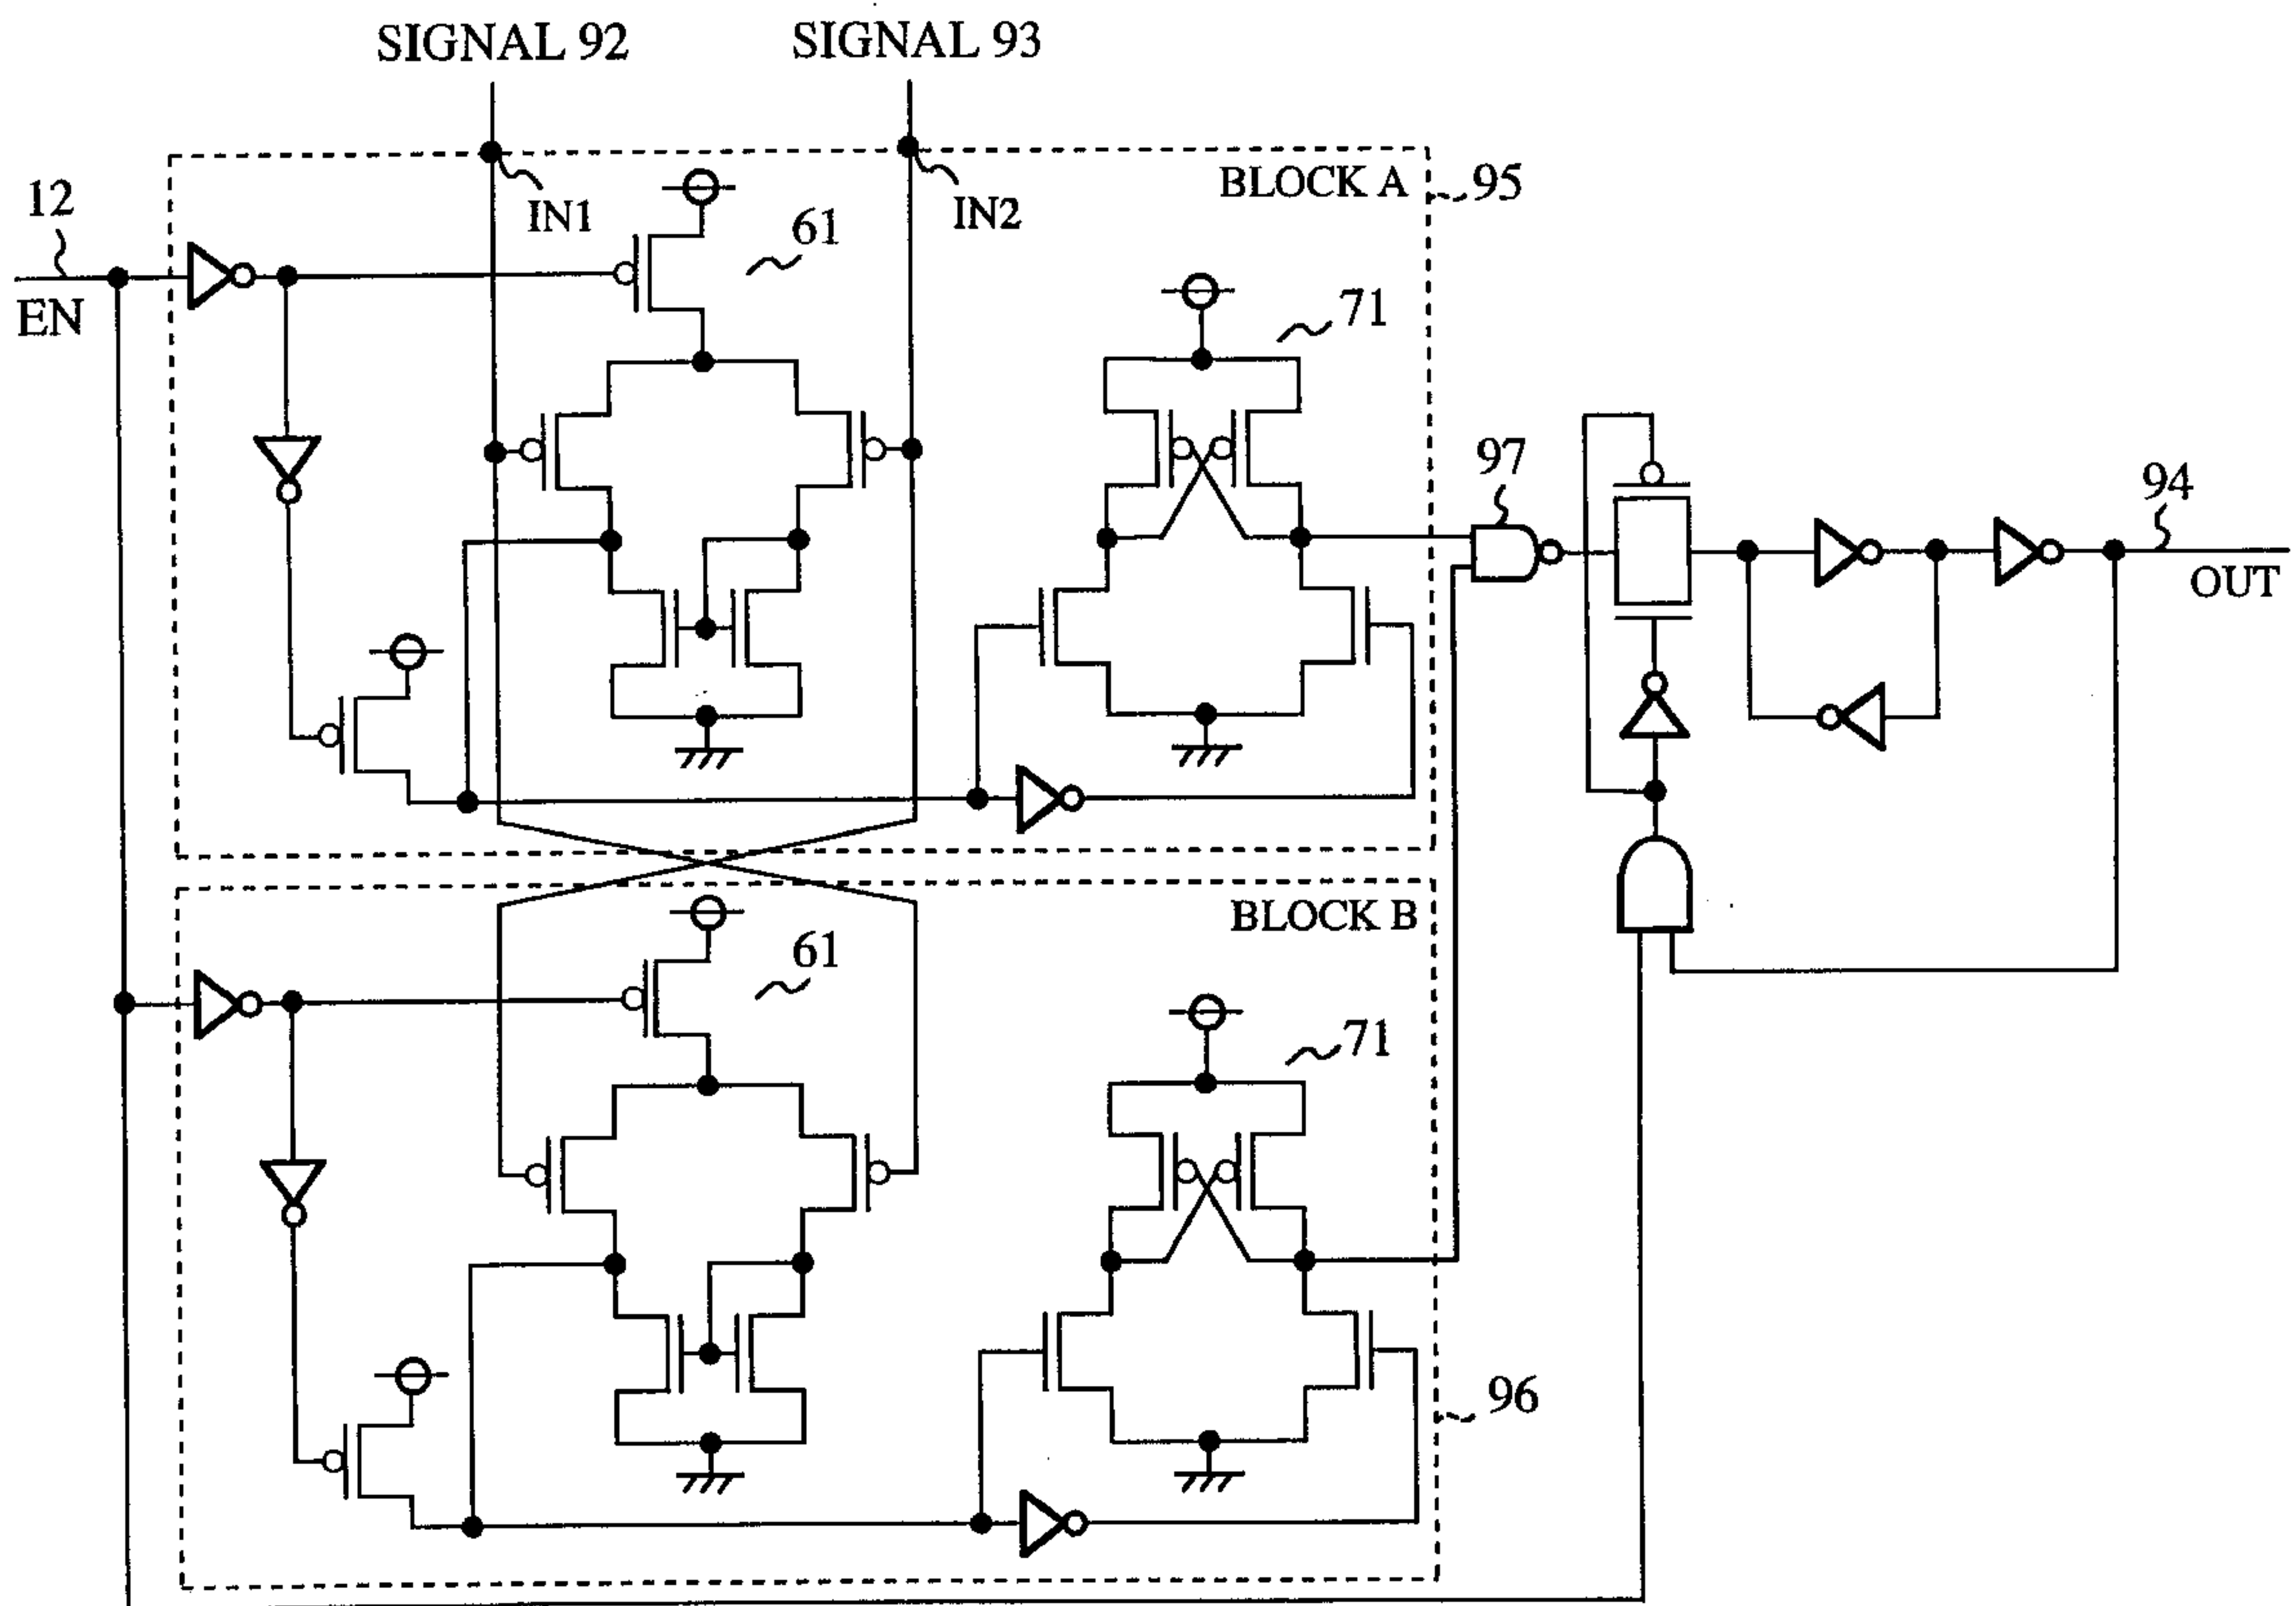 SIGNAL 92
SIGNAL 93
BLOCK A
95
12
IN1
IN2
61
EN
71
97
94
OUT
BLOCK B
61
71
96